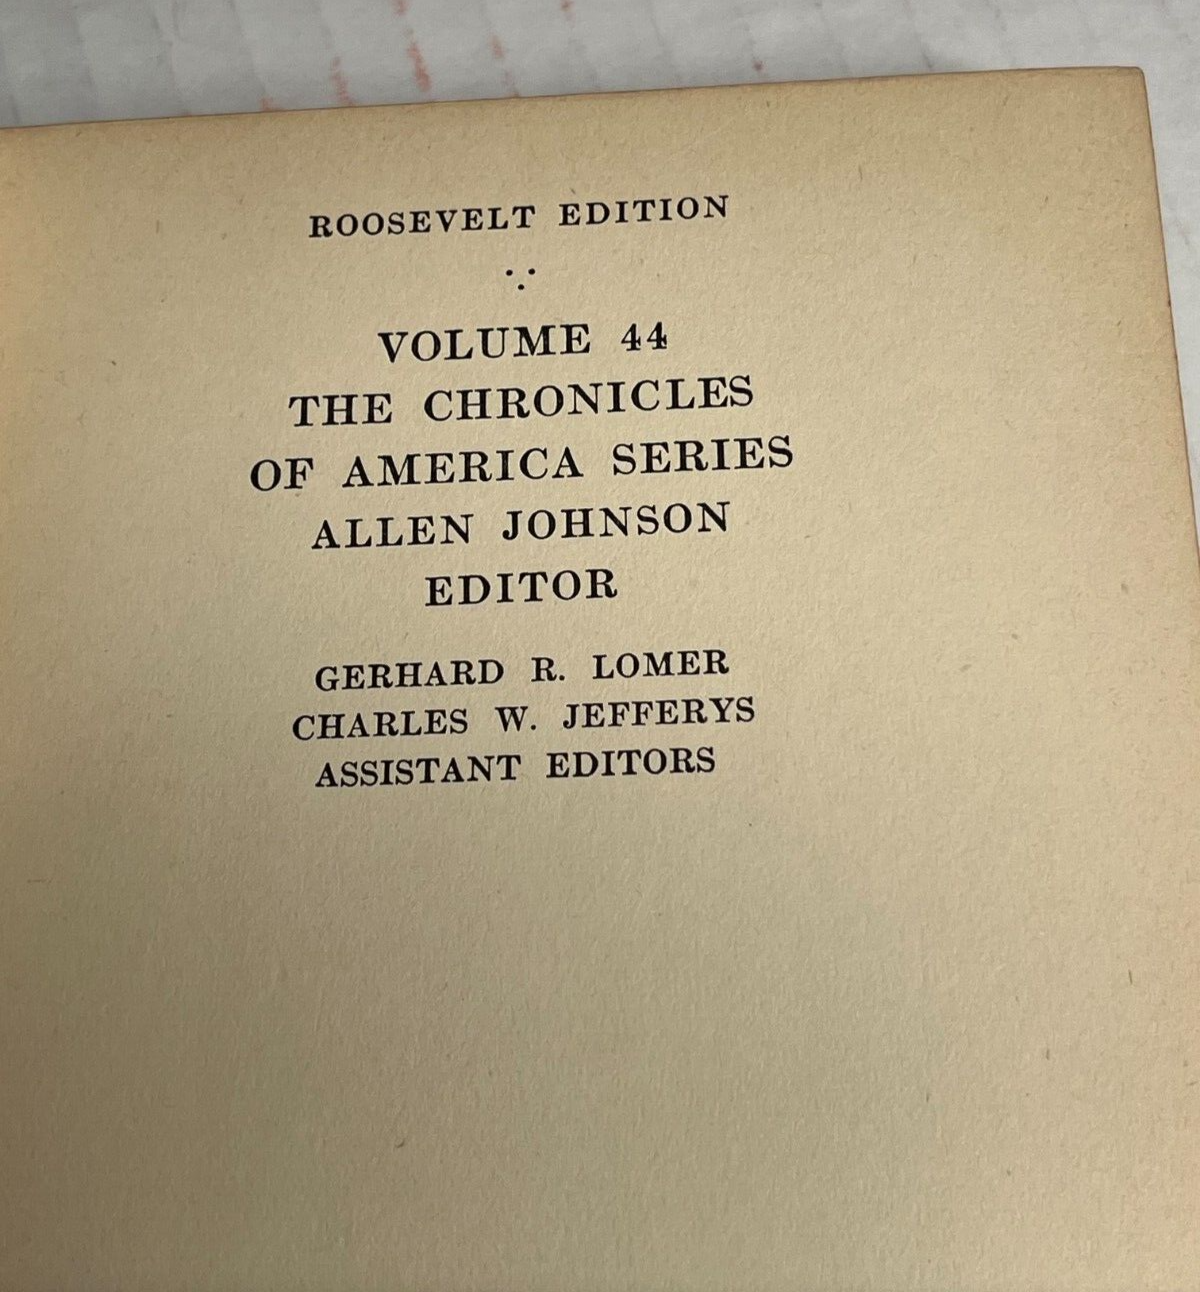 ROOSEVELT EDITION
VOLUME 44
THE CHRONICLES
OF AMERICA SERIES
ALLEN JOHNSON
EDITOR
GERHARD R. LOMER
CHARLES W. JEFFERYS
ASSISTANT EDITORS